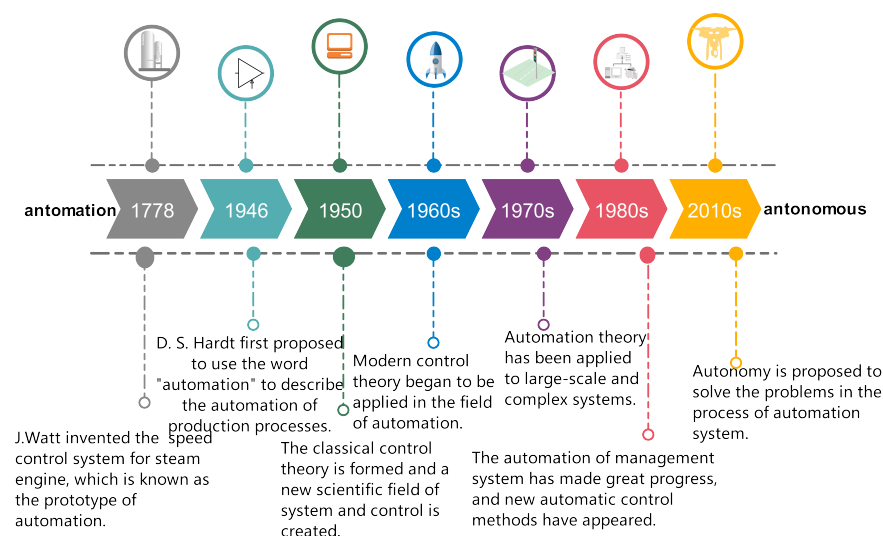 antomation
1778
1946
1950
1960s
1970s
1980s
2010s
antonomous
J.Watt invented the speed
control system for steam
engine, which is known as
the prototype of
automation.
D. S. Hardt first proposed
to use the word
"automation" to describe
the automation of
production processes.
The classical control
theory is formed and a
new scientific field of
system and control is
created.
Modern control
theory began to be
applied in the field
of automation.
Automation theory
has been applied
to large-scale and
complex systems.
The automation of management
system has made great progress,
and new automatic control
methods have appeared.
Autonomy is proposed to
solve the problems in the
process of automation
system.